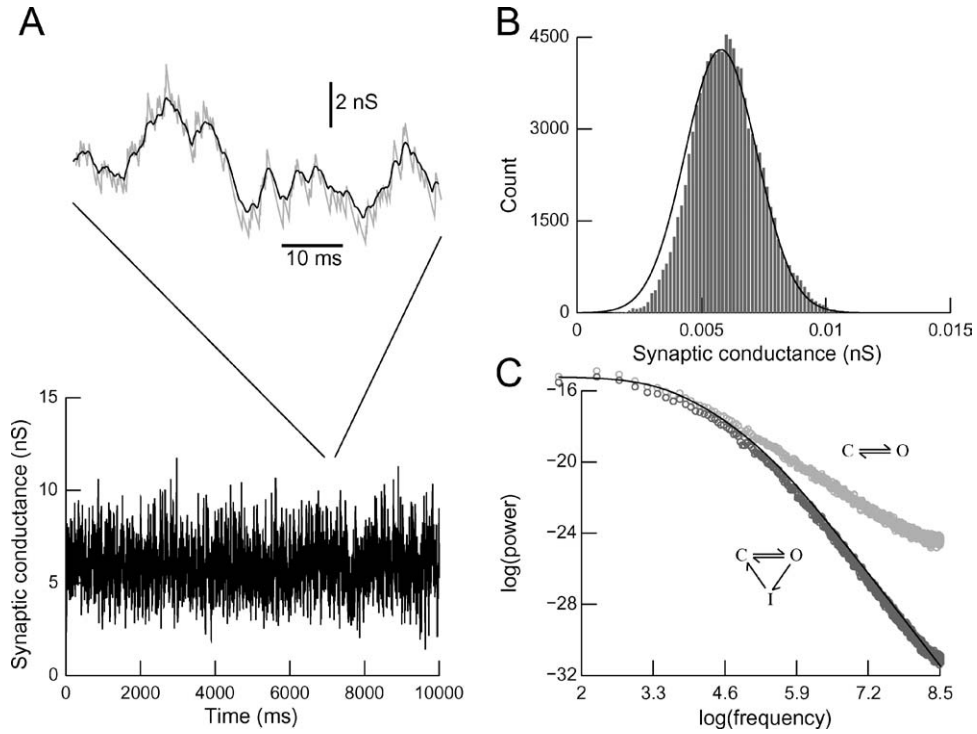 A
2 nS
10 ms
Synaptic conductance (nS)
15
10
5
0
0 2000 4000 6000 8000 10000
Time (ms)
B
Count
4500
3000
1500
0
0 0.005 0.01 0.015
Synaptic conductance (nS)
C
log(power)
−16
−20
−24
−28
−32
C ⇌ O
C ⇌ O
I
2 3.3 4.6 5.9 7.2 8.5
log(frequency)